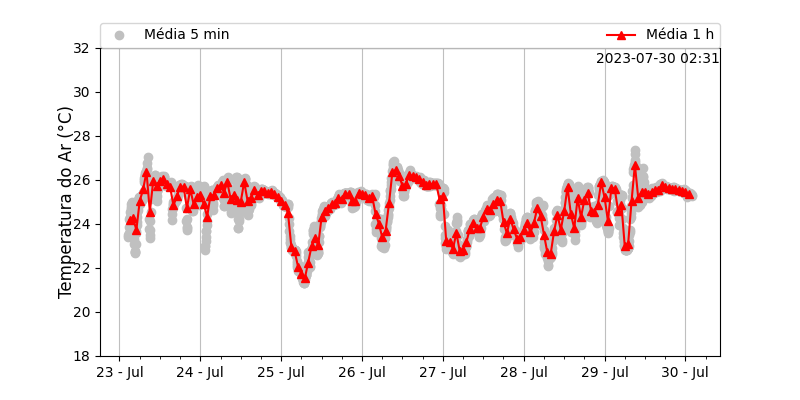 Média 5 min
Média 1 h
2023-07-30 02:31
Temperatura do Ar (°C)
32
30
28
26
24
22
20
18
23 - Jul
24 - Jul
25 - Jul
26 - Jul
27 - Jul
28 - Jul
29 - Jul
30 - Jul